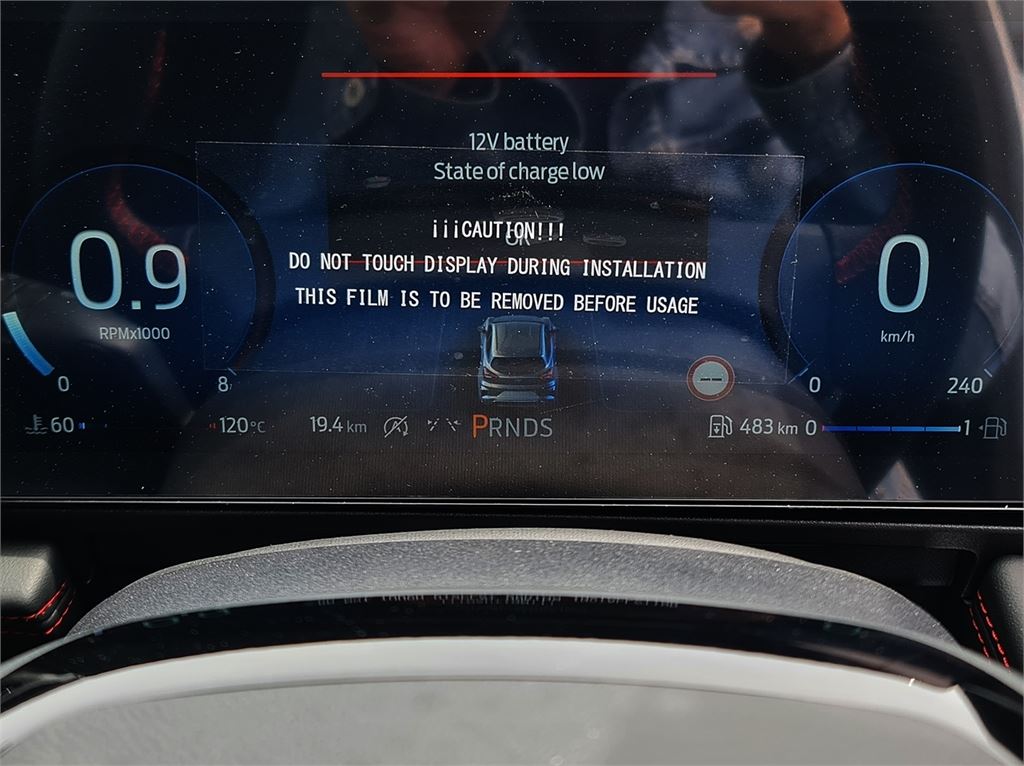 12V battery
State of charge low
¡¡¡CAUTION!!!
OK
DO NOT TOUCH DISPLAY DURING INSTALLATION
THIS FILM IS TO BE REMOVED BEFORE USAGE
0.9
RPMx1000
0 8
0
km/h
0 240
60 120°C
19.4 km
PRNDS
483 km 0 1